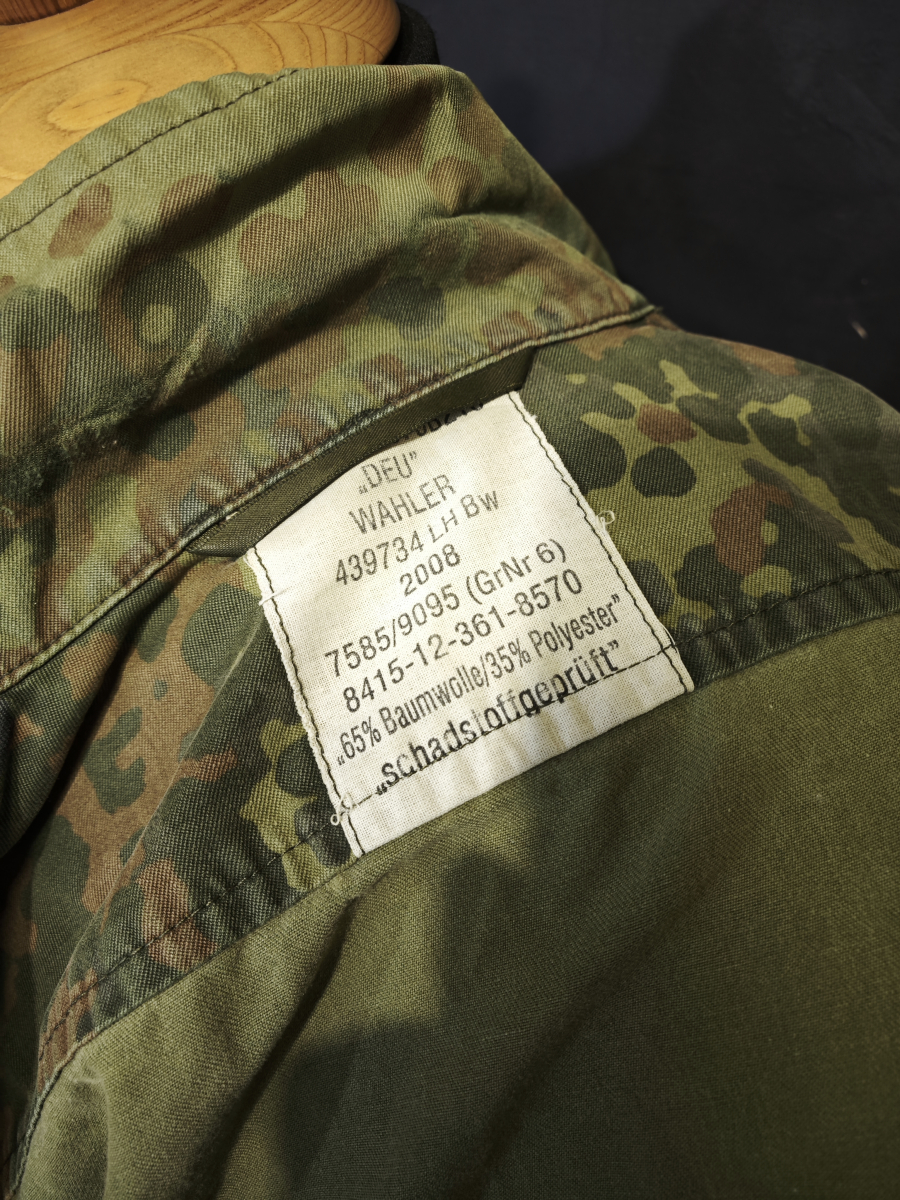 „DEU”
WAHLER
439734 LH Bw
2008
7585/9095 (GrNr 6)
8415-12-361-8570
„65% Baumwolle/35% Polyester”
„schadstoffgeprüft”